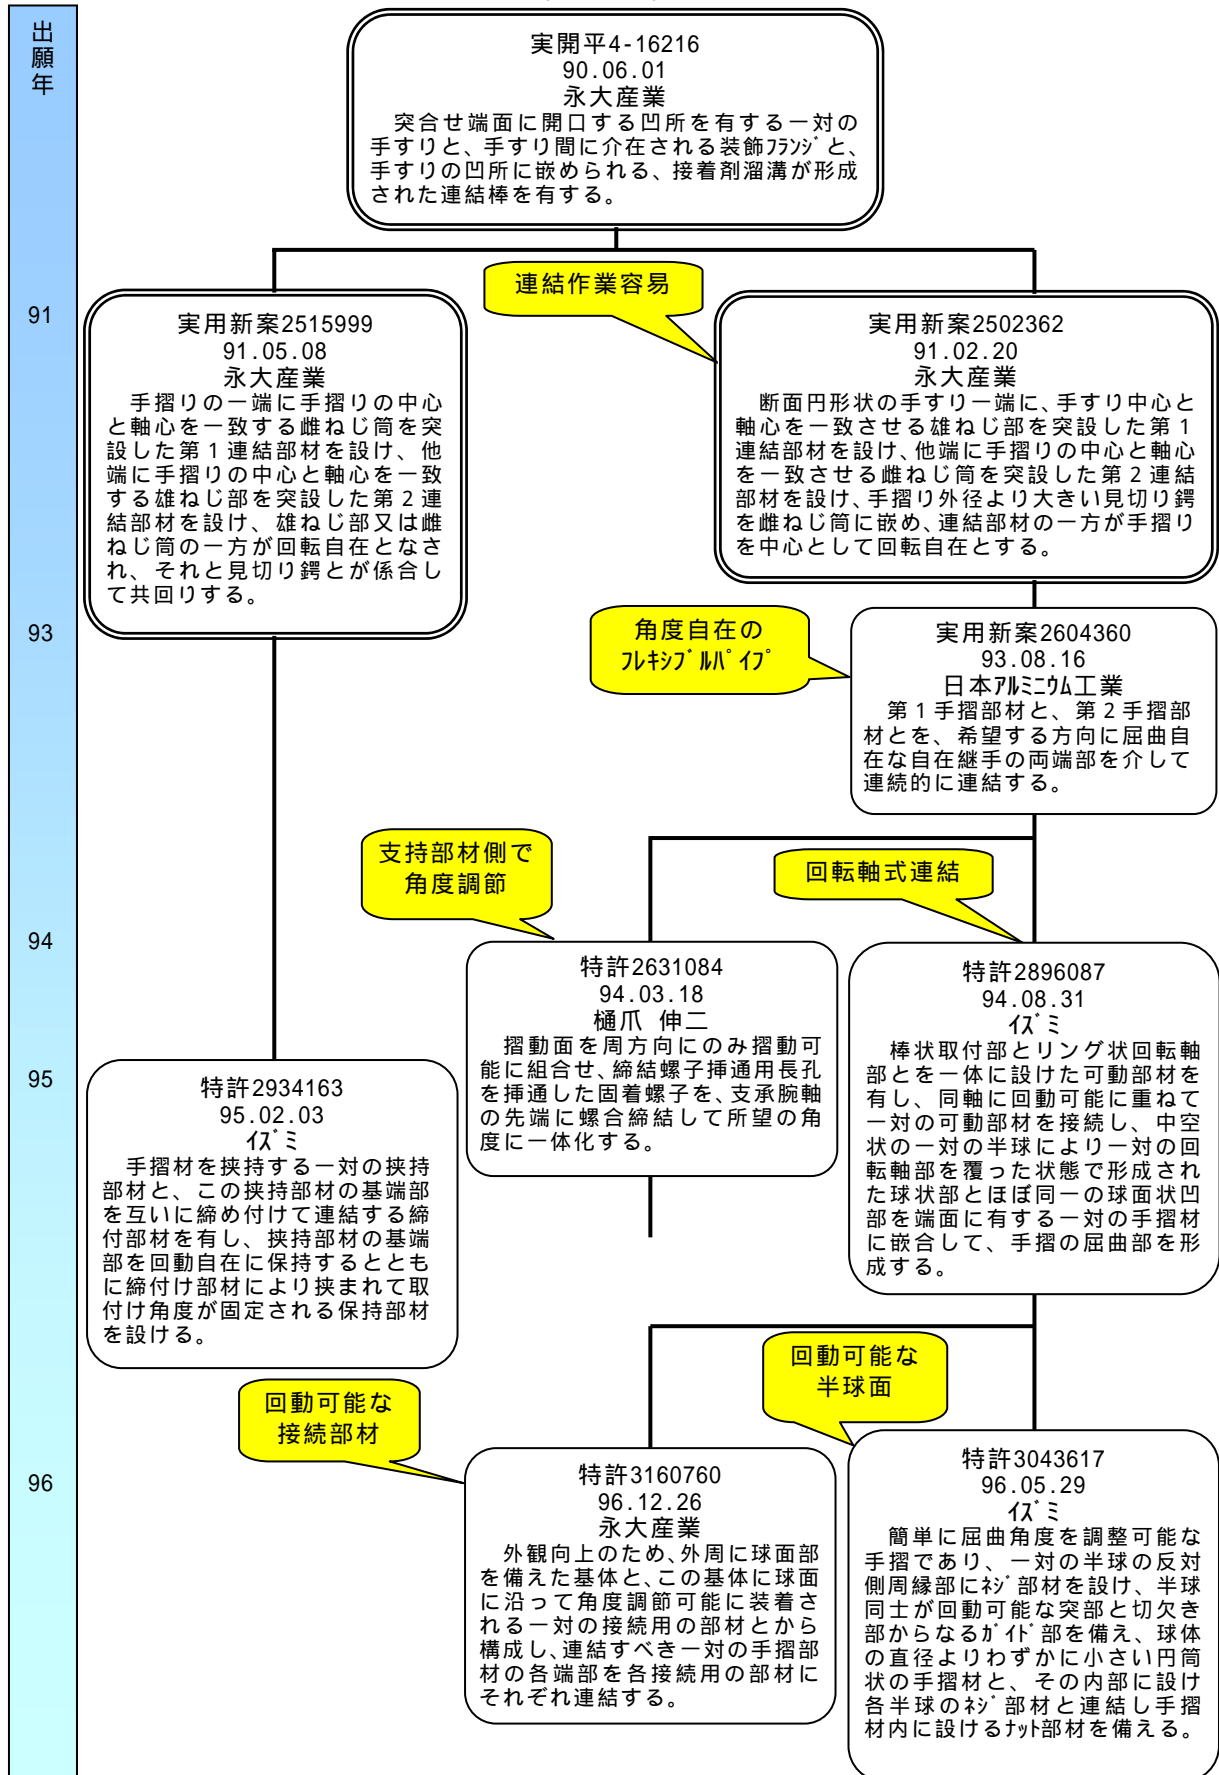 出
願
年
実開平4-16216
90.06.01
永大産業
突合せ端面に開口する凹所を有する一対の
手すりと、手すり間に介在される装飾ﾌﾗﾝｼﾞと、
手すりの凹所に嵌められる、接着剤溜溝が形成
された連結棒を有する。
連結作業容易
91
実用新案2515999
91.05.08
永大産業
手摺りの一端に手摺りの中心
と軸心を一致する雌ねじ筒を突
設した第1連結部材を設け、他
端に手摺りの中心と軸心を一致
する雄ねじ部を突設した第2連
結部材を設け、雄ねじ部又は雌
ねじ筒の一方が回転自在となさ
れ、それと見切り鍔とが係合し
て共回りする。
実用新案2502362
91.02.20
永大産業
断面円形状の手すり一端に、手すり中心と
軸心を一致させる雄ねじ部を突設した第1
連結部材を設け、他端に手摺りの中心と軸心
を一致させる雌ねじ筒を突設した第2連結
部材を設け、手摺り外径より大きい見切り鍔
を雌ねじ筒に嵌め、連結部材の一方が手摺り
を中心として回転自在とする。
93
角度自在の
ﾌﾚｷｼﾌﾞﾙﾊﾟｲﾌﾟ
実用新案2604360
93.08.16
日本ｱﾙﾐﾆｳﾑ工業
第1手摺部材と、第2手摺部
材とを、希望する方向に屈曲自
在な自在継手の両端部を介して
連続的に連結する。
支持部材側で
角度調節
回転軸式連結
94
特許2631084
94.03.18
樋爪 伸二
摺動面を周方向にのみ摺動可
能に組合せ、締結螺子挿通用長孔
を挿通した固着螺子を、支承腕軸
の先端に螺合締結して所望の角
度に一体化する。
特許2896087
94.08.31
ｲｽﾞﾐ
棒状取付部とリング状回転軸
部とを一体に設けた可動部材を
有し、同軸に回動可能に重ねて
一対の可動部材を接続し、中空
状の一対の半球により一対の回
転軸部を覆った状態で形成され
た球状部とほぼ同一の球面状凹
部を端面に有する一対の手摺材
に嵌合して、手摺の屈曲部を形
成する。
95
特許2934163
95.02.03
ｲｽﾞﾐ
手摺材を挟持する一対の挟持
部材と、この挟持部材の基端部
を互いに締め付けて連結する締
付部材を有し、挟持部材の基端
部を回動自在に保持するととも
に締付け部材により挟まれて取
付け角度が固定される保持部材
を設ける。
回動可能な
接続部材
回動可能な
半球面
96
特許3160760
96.12.26
永大産業
外観向上のため、外周に球面部
を備えた基体と、この基体に球面
に沿って角度調節可能に装着さ
れる一対の接続用の部材とから
構成し、連結すべき一対の手摺部
材の各端部を各接続用の部材に
それぞれ連結する。
特許3043617
96.05.29
ｲｽﾞﾐ
簡単に屈曲角度を調整可能な
手摺であり、一対の半球の反対
側周縁部にﾈｼﾞ部材を設け、半球
同士が回動可能な突部と切欠き
部からなるｶﾞｲﾄﾞ部を備え、球体
の直径よりわずかに小さい円筒
状の手摺材と、その内部に設け
各半球のﾈｼﾞ部材と連結し手摺
材内に設けるﾅｯﾄ部材を備える。